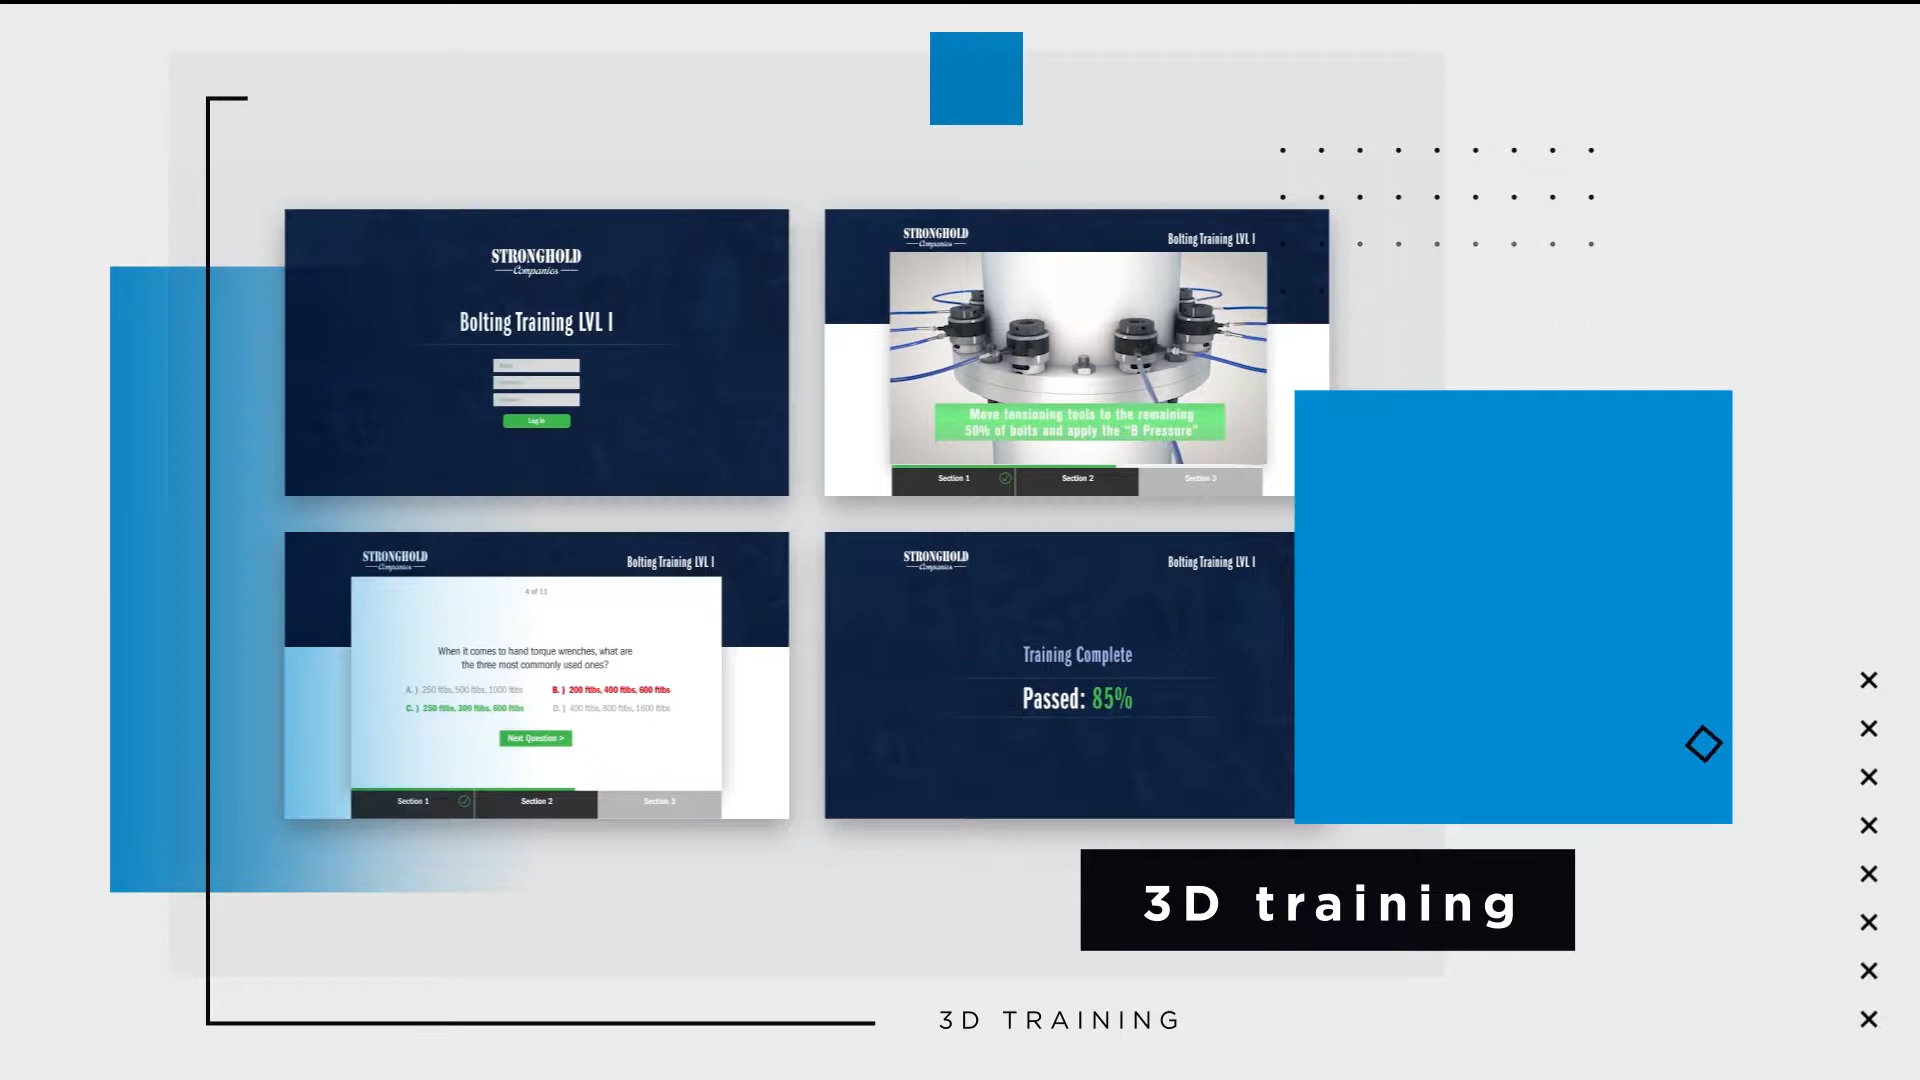 STRONGHOLD
Companies
Bolting Training LVL I
Log In
STRONGHOLD
Companies
Bolting Training LVL I
Move tensioning tools to the remaining
50% of bolts and apply the “B Pressure”
Section 1
Section 2
Section 3
STRONGHOLD
Companies
Bolting Training LVL I
4 of 11
When it comes to hand torque wrenches, what are
the three most commonly used ones?
A. ) 250 ftlbs, 500 ftlbs, 1000 ftlbs
B. ) 200 ftlbs, 400 ftlbs, 600 ftlbs
C. ) 250 ftlbs, 300 ftlbs, 600 ftlbs
D. ) 400 ftlbs, 800 ftlbs, 1600 ftlbs
Next Question >
Section 1
Section 2
Section 3
STRONGHOLD
Companies
Bolting Training LVL I
Training Complete
Passed: 85%
3D training
3D TRAINING